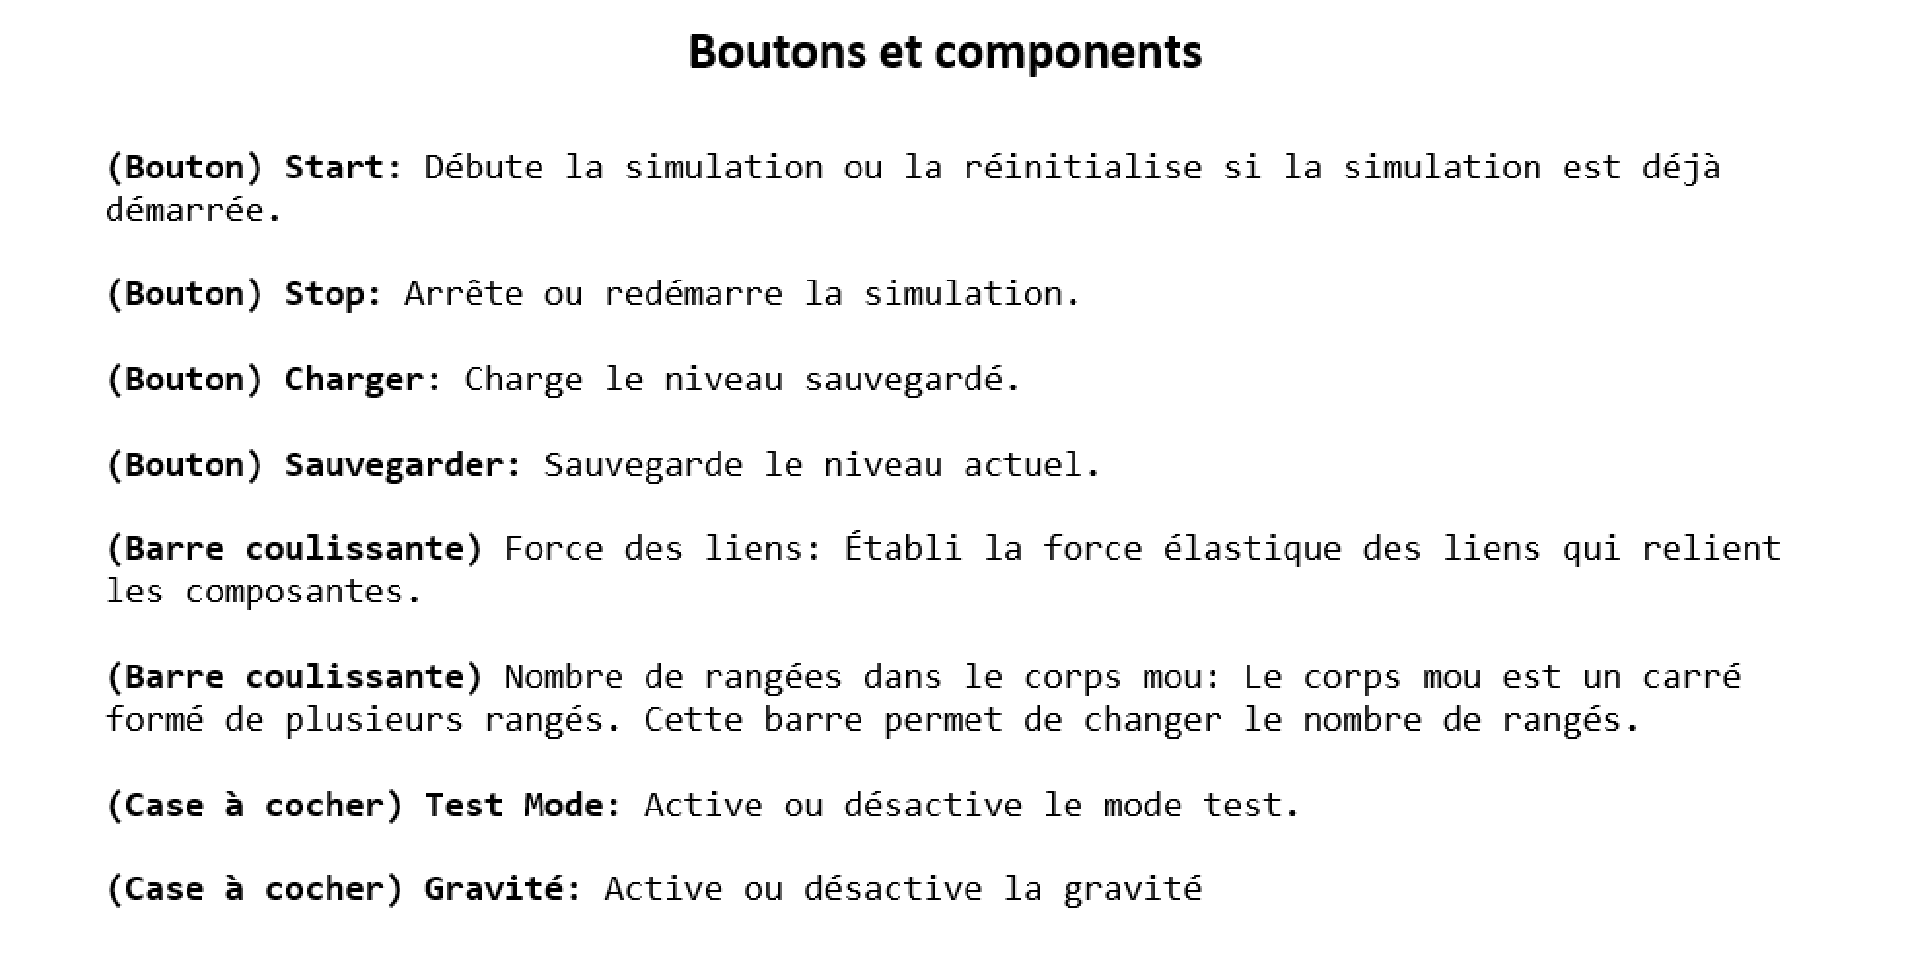 Boutons et components
(Bouton) Start: Débute la simulation ou la réinitialise si la simulation est déjà
démarrée.
(Bouton) Stop: Arrête ou redémarre la simulation.
(Bouton) Charger: Charge le niveau sauvegardé.
(Bouton) Sauvegarder: Sauvegarde le niveau actuel.
(Barre coulissante) Force des liens: Établi la force élastique des liens qui relient
les composantes.
(Barre coulissante) Nombre de rangées dans le corps mou: Le corps mou est un carré
formé de plusieurs rangés. Cette barre permet de changer le nombre de rangés.
(Case à cocher) Test Mode: Active ou désactive le mode test.
(Case à cocher) Gravité: Active ou désactive la gravité